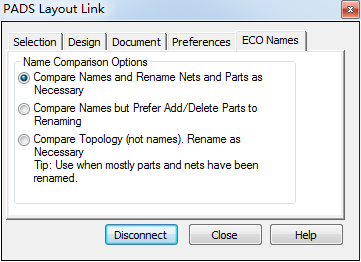 PADS Layout Link
Selection Design Document Preferences ECO Names
Name Comparison Options
Compare Names and Rename Nets and Parts as
Necessary
Compare Names but Prefer Add/Delete Parts to
Renaming
Compare Topology (not names). Rename as
Necessary
Tip: Use when mostly parts and nets have been
renamed.
Disconnect Close Help